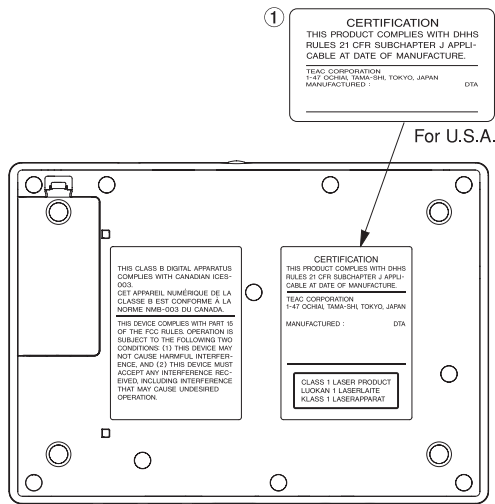 ①
CERTIFICATION
THIS PRODUCT COMPLIES WITH DHHS
RULES 21 CFR SUBCHAPTER J APPLI-
CABLE AT DATE OF MANUFACTURE.
TEAC CORPORATION
1-47 OCHIAI, TAMA-SHI, TOKYO, JAPAN
MANUFACTURED : DTA
For U.S.A.
THIS CLASS B DIGITAL APPARATUS
COMPLIES WITH CANADIAN ICES-
003.
CET APPAREIL NUMÉRIQUE DE LA
CLASSE B EST CONFORME À LA
NORME NMB-003 DU CANADA.
THIS DEVICE COMPLIES WITH PART 15
OF THE FCC RULES. OPERATION IS
SUBJECT TO THE FOLLOWING TWO
CONDITIONS: (1) THIS DEVICE MAY
NOT CAUSE HARMFUL INTERFER-
ENCE, AND (2) THIS DEVICE MUST
ACCEPT ANY INTERFERENCE REC-
EIVED, INCLUDING INTERFERENCE
THAT MAY CAUSE UNDESIRED
OPERATION.
CERTIFICATION
THIS PRODUCT COMPLIES WITH DHHS
RULES 21 CFR SUBCHAPTER J APPLI-
CABLE AT DATE OF MANUFACTURE.
TEAC CORPORATION
1-47 OCHIAI, TAMA-SHI, TOKYO, JAPAN
MANUFACTURED : DTA
CLASS 1 LASER PRODUCT
LUOKAN 1 LASERLAITE
KLASS 1 LASERAPPARAT